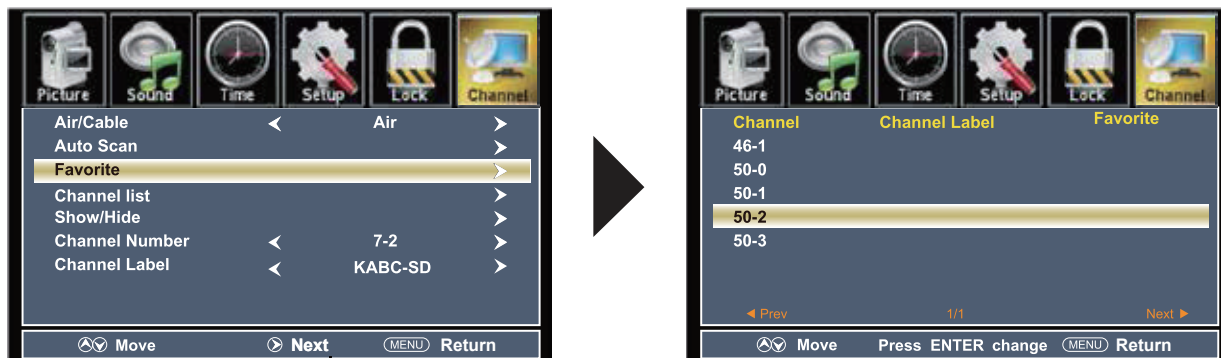 Picture Sound Time Setup Lock Channel
Air/Cable Air
Auto Scan
Favorite
Channel list
Show/Hide
Channel Number 7-2
Channel Label KABC-SD
Move Next MENU Return
Picture Sound Time Setup Lock Channel
Channel Channel Label Favorite
46-1
50-0
50-1
50-2
50-3
Prev 1/1 Next
Move Press ENTER change MENU Return